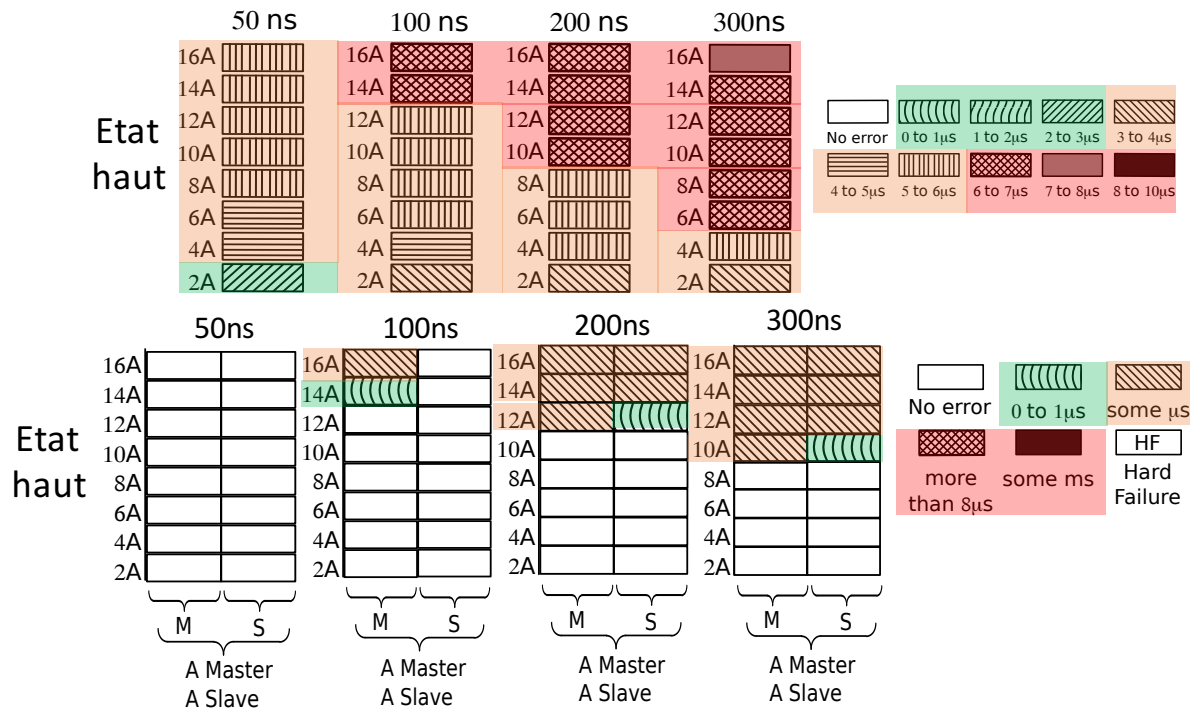 50 ns 100 ns 200 ns 300ns
16A 16A 16A 16A
14A 14A 14A 14A
12A 12A 12A 12A
10A 10A 10A 10A
8A 8A 8A 8A
6A 6A 6A 6A
4A 4A 4A 4A
2A 2A 2A 2A
Etat
haut
No error 0 to 1μs 1 to 2μs 2 to 3μs 3 to 4μs
4 to 5μs 5 to 6μs 6 to 7μs 7 to 8μs 8 to 10μs
50ns 100ns 200ns 300ns
16A 16A 16A 16A
14A 14A 14A 14A
12A 12A 12A 12A
10A 10A 10A 10A
8A 8A 8A 8A
6A 6A 6A 6A
4A 4A 4A 4A
2A 2A 2A 2A
Etat
haut
M S M S M S M S
A Master A Master A Master A Master
A Slave A Slave A Slave A Slave
No error 0 to 1μs some μs
HF
more some ms Hard
than 8μs Failure